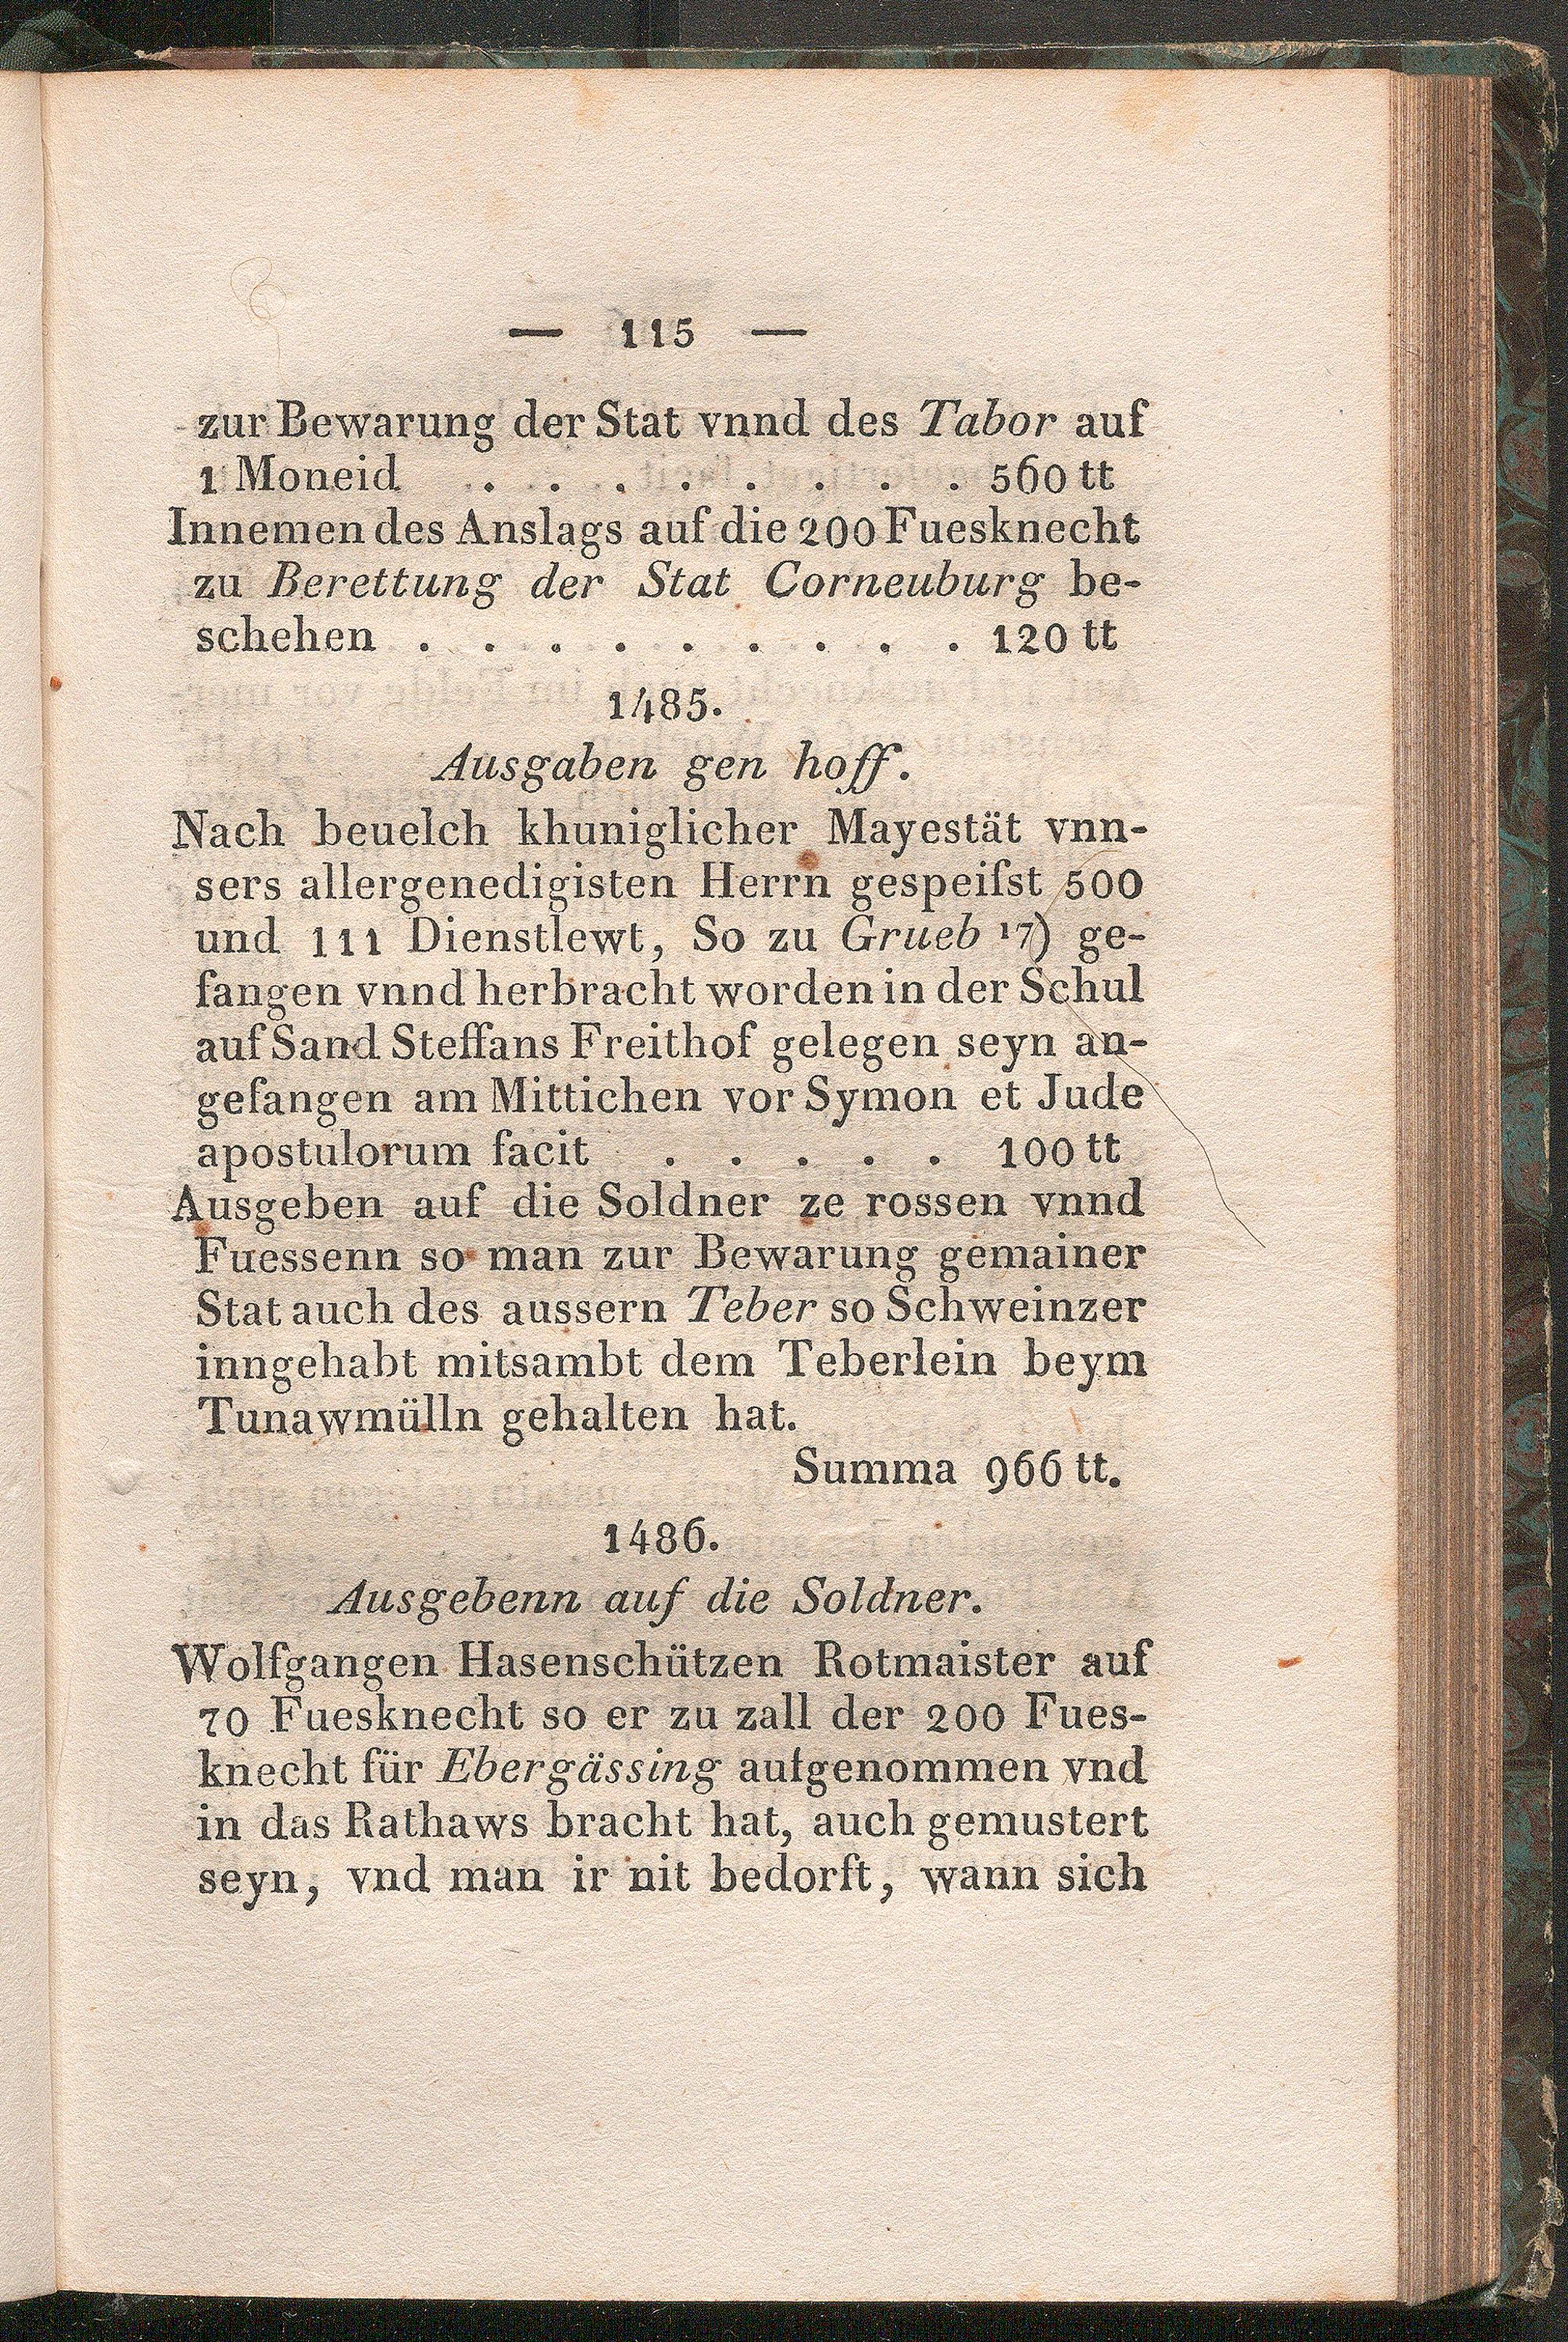 — 115 —
zur Bewarung der Stat vnnd des Tabor auf
1 Moneid . . . . . . . . 560 tt
Innemen des Anslags auf die 200 Fuesknecht
zu Berettung der Stat Corneuburg be-
schehen . . . . . . . . . 120 tt
1485.
Ausgaben gen hoff.
Nach beuelch khuniglicher Mayestät vnn-
sers allergenedigisten Herrn gespeiſst 500
und 111 Dienstlewt, So zu Grueb ¹⁷) ge-
fangen vnnd herbracht worden in der Schul
auf Sand Steffans Freithof gelegen seyn an-
gefangen am Mittichen vor Symon et Jude
apostulorum facit . . . . . 100 tt
Ausgeben auf die Soldner ze rossen vnnd
Fuessenn so man zur Bewarung gemainer
Stat auch des aussern Teber so Schweinzer
inngehabt mitsambt dem Teberlein beym
Tunawmülln gehalten hat.
Summa 966 tt.
1486.
Ausgebenn auf die Soldner.
Wolfgangen Hasenschützen Rotmaister auf
70 Fuesknecht so er zu zall der 200 Fues-
knecht für Ebergässing aufgenommen vnd
in das Rathaws bracht hat, auch gemustert
seyn, vnd man ir nit bedorft, wann sich